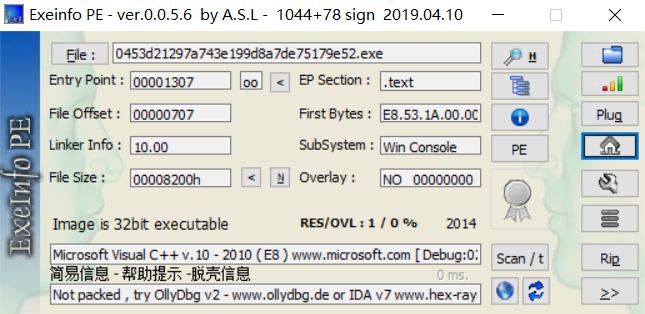 Exeinfo PE - ver.0.0.5.6 by A.S.L - 1044+78 sign 2019.04.10
File : 0453d21297a743e199d8a7de75179e52.exe H
Entry Point : 00001307 oo < EP Section : .text
File Offset : 00000707 First Bytes : E8.53.1A.00.00 Plug
Linker Info : 10.00 SubSystem : Win Console PE
File Size : 00008200h < N Overlay : NO 00000000
Image is 32bit executable RES/OVL : 1 / 0 % 2014
Microsoft Visual C++ v.10 - 2010 ( E8 ) www.microsoft.com [ Debug:02 Scan / t Rip
简易信息 - 帮助提示 -脱壳信息 0 ms.
Not packed , try OllyDbg v2 - www.ollydbg.de or IDA v7 www.hex-ray >>
Exeinfo PE